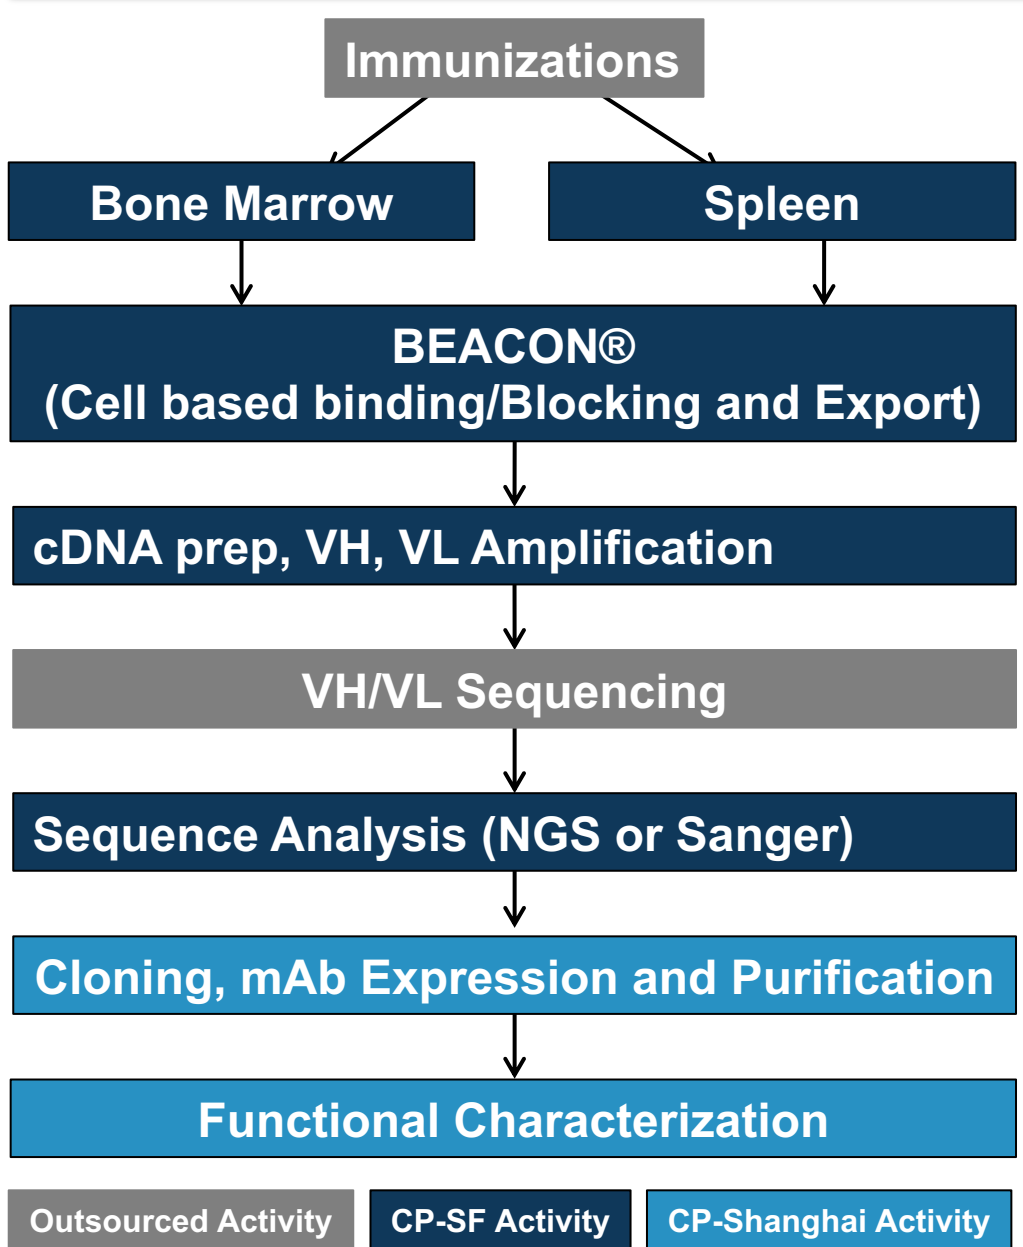 Immunizations
Bone Marrow
Spleen
BEACON®
(Cell based binding/Blocking and Export)
cDNA prep, VH, VL Amplification
VH/VL Sequencing
Sequence Analysis (NGS or Sanger)
Cloning, mAb Expression and Purification
Functional Characterization
Outsourced Activity
CP-SF Activity
CP-Shanghai Activity